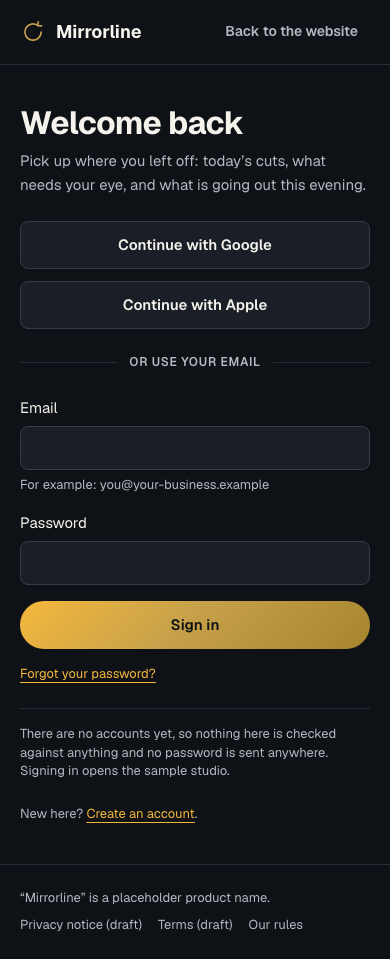 Mirrorline
Back to the website
Welcome back
Pick up where you left off: today’s cuts, what
needs your eye, and what is going out this evening.
Continue with Google
Continue with Apple
OR USE YOUR EMAIL
Email
For example: you@your-business.example
Password
Sign in
Forgot your password?
There are no accounts yet, so nothing here is checked
against anything and no password is sent anywhere.
Signing in opens the sample studio.
New here? Create an account.
“Mirrorline” is a placeholder product name.
Privacy notice (draft) Terms (draft) Our rules